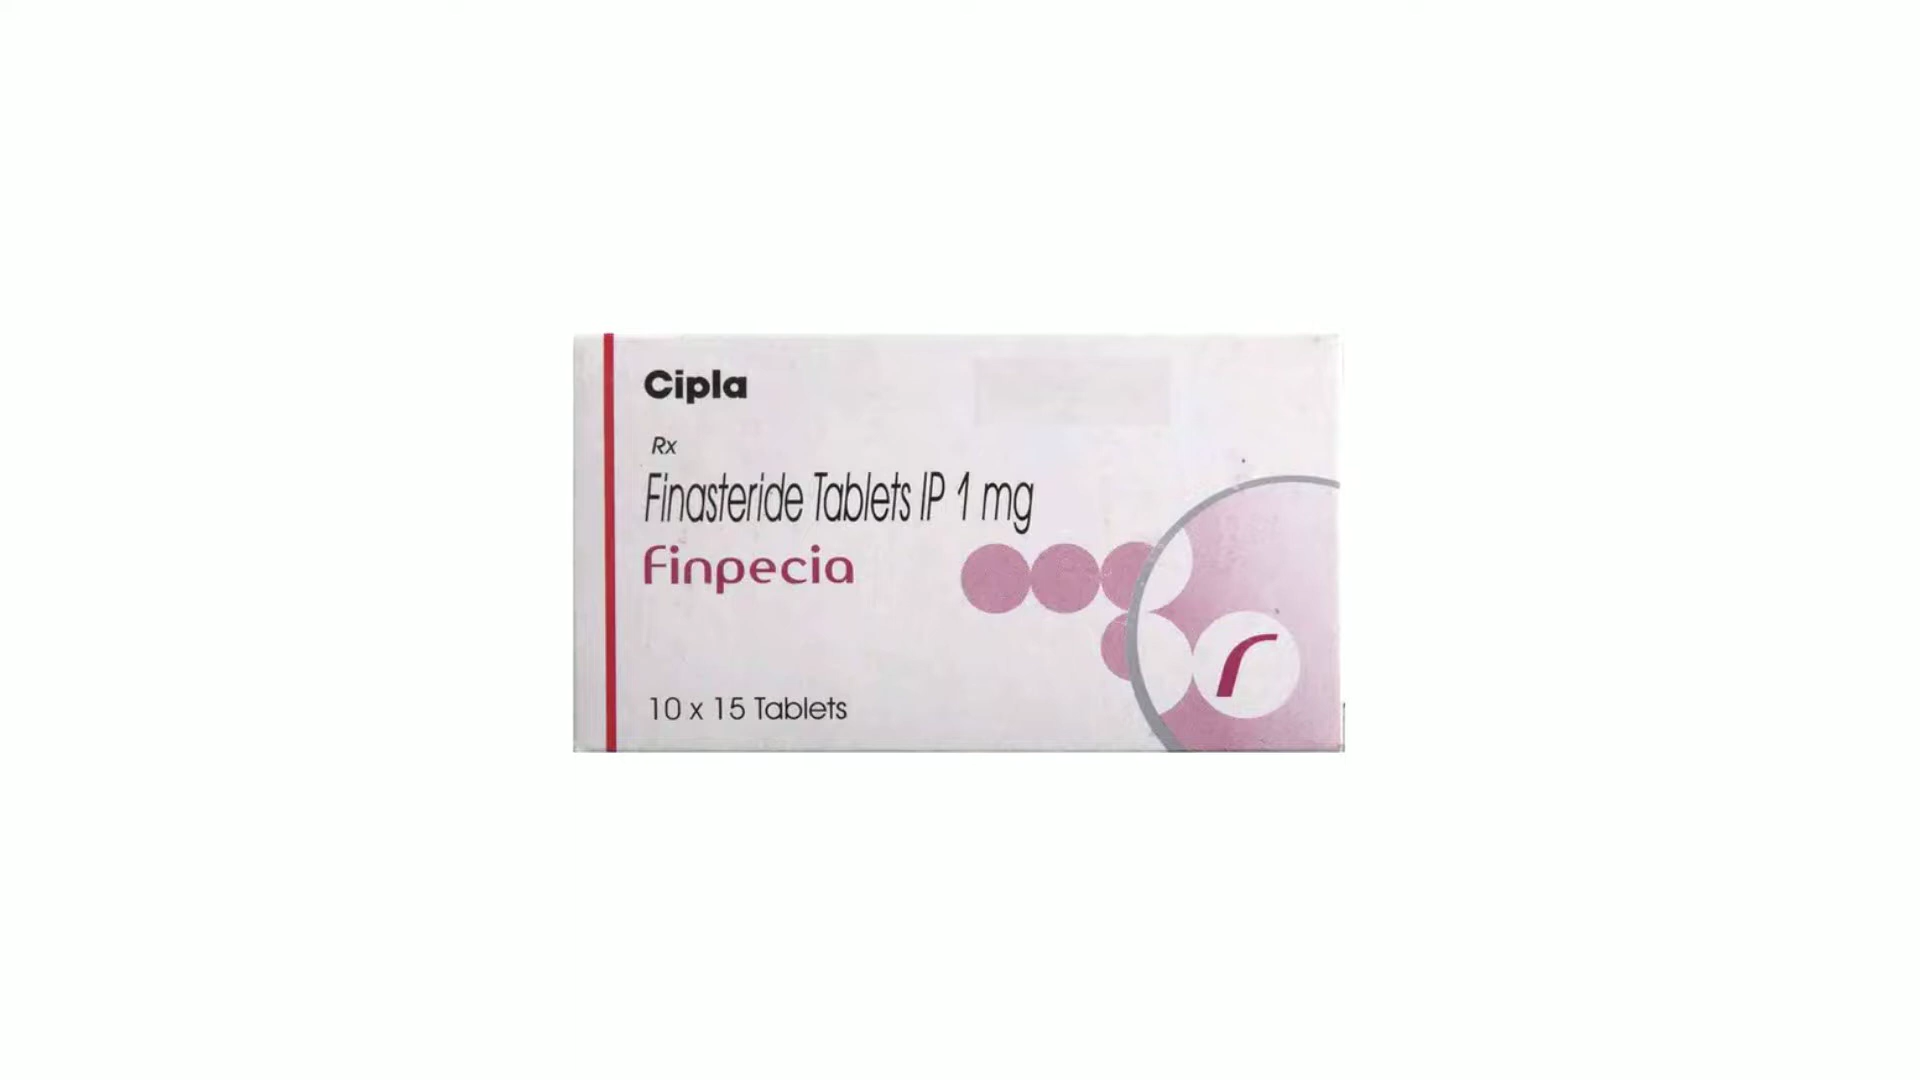 Cipla
Rx
Finasteride Tablets IP 1 mg
Finpecia
10 x 15 Tablets